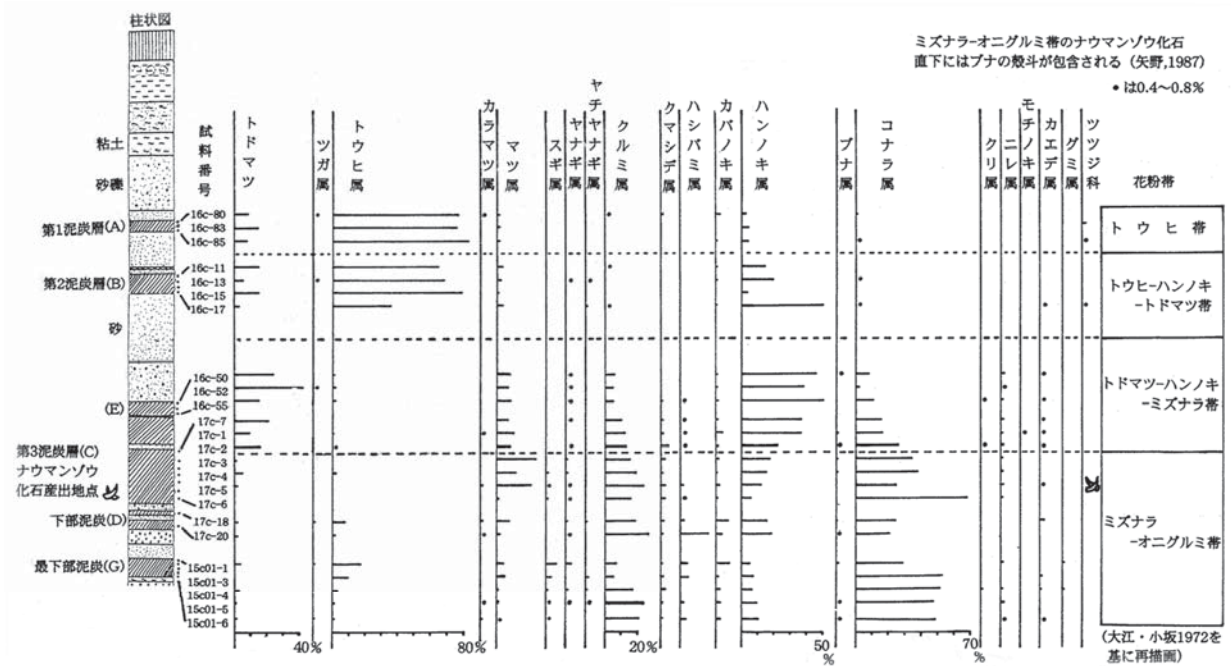 柱状図
ミズナラ-オニグルミ帯のナウマンゾウ化石
直下にはブナの殻斗が包含される（矢野,1987）
• は0.4〜0.8%
試料番号
トドマツ
ツガ属
トウヒ属
カラマツ属
マツ属
スギ属
ヤナギ属
ヤチヤナギ属
クルミ属
クマシデ属
ハシバミ属
カバノキ属
ハンノキ属
ブナ属
コナラ属
クリ属
ニレ属
モチノキ属
カエデ属
グミ属
ツツジ科
花粉帯
粘土
砂礫
第1泥炭層(A)
第2泥炭層(B)
砂
(E)
第3泥炭層(C)
ナウマンゾウ
化石産出地点
下部泥炭(D)
最下部泥炭(G)
16c-80
16c-83
16c-85
16c-11
16c-13
16c-15
16c-17
16c-50
16c-52
16c-55
17c-7
17c-1
17c-2
17c-3
17c-4
17c-5
17c-6
17c-18
17c-20
15c01-1
15c01-3
15c01-4
15c01-5
15c01-6
トウヒ帯
トウヒ-ハンノキ
-トドマツ帯
トドマツ-ハンノキ
-ミズナラ帯
ミズナラ
-オニグルミ帯
40%
80%
20%
50
%
70
%
(大江・小坂1972を
基に再描画)